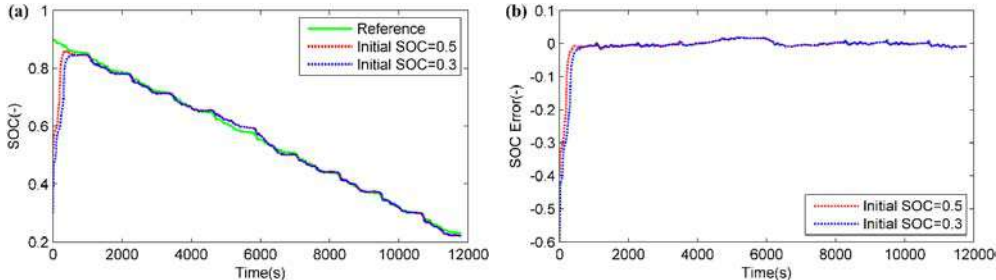 (a)
1
0.8
0.6
0.4
0.2
SOC(-)
0
2000
4000
6000
8000
10000
12000
Time(s)
Reference
Initial SOC=0.5
Initial SOC=0.3
(b)
0.1
0
-0.1
-0.2
-0.3
-0.4
-0.5
-0.6
SOC Error(-)
0
2000
4000
6000
8000
10000
12000
Time(s)
Initial SOC=0.5
Initial SOC=0.3